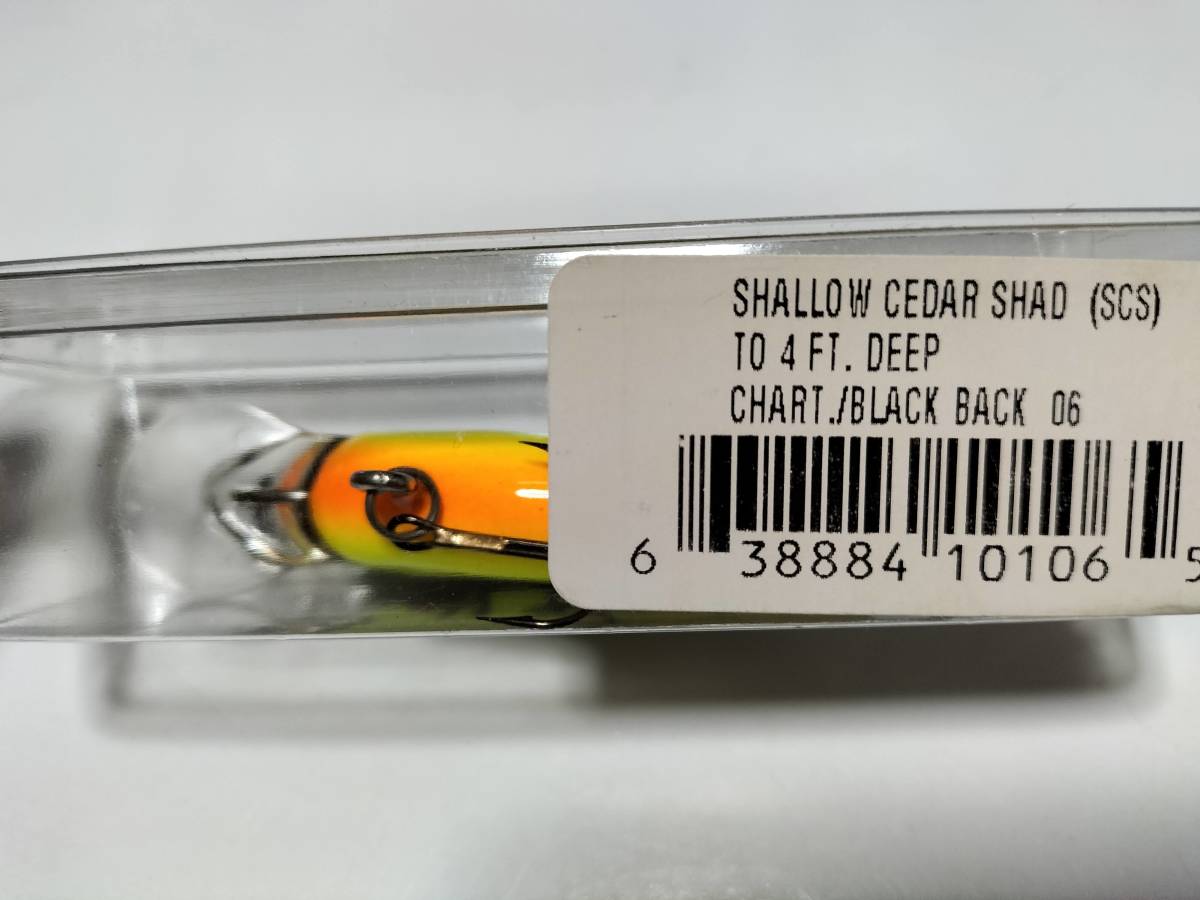 SHALLOW CEDAR SHAD (SCS)
TO 4 FT. DEEP
CHART./BLACK BACK 06
6 38884 10106 5